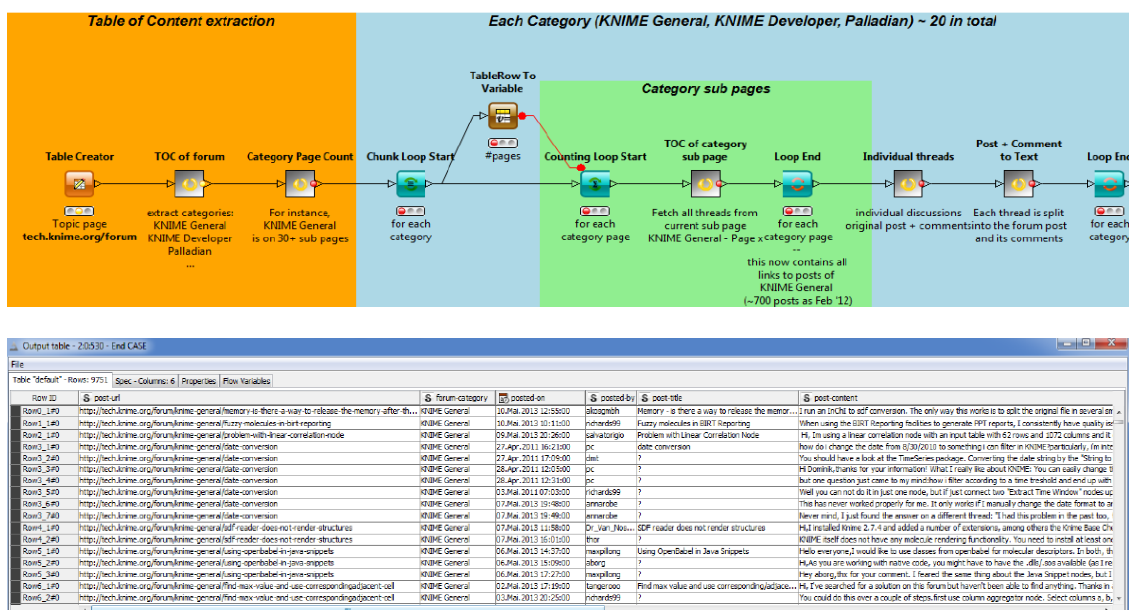 Table of Content extraction
Each Category (KNIME General, KNIME Developer, Palladian) ~ 20 in total
TableRow To
Variable
#pages
Category sub pages
Table Creator
Topic page
tech.knime.org/forum
TOC of forum
extract categories:
KNIME General
KNIME Developer
Palladian
...
Category Page Count
For instance,
KNIME General
is on 30+ sub pages
Chunk Loop Start
for each
category
Counting Loop Start
for each
category page
TOC of category
sub page
Fetch all threads from
current sub page
KNIME General - Page x
Loop End
for each
category page
--
this now contains all
links to posts of
KNIME General
(~700 posts as Feb '12)
Individual threads
individual discussions
original post + comments
Post + Comment
to Text
Each thread is split
into the forum post
and its comments
Loop End
for each
category
Output table - 2:0:530 - End CASE
File
Table "default" - Rows: 9751 Spec - Columns: 6 Properties Flow Variables
Row ID S post-url S forum-category posted-on S posted-by S post-title S post-content
Row0_1#0 http://tech.knime.org/forum/knime-general/memory-is-there-a-way-to-release-the-memory-after-th... KNIME General 10.Mai.2013 12:55:00 Memory - is there a way to release the memor... I run an InChI to sdf conversion. The only way this works is to split the original file in several sm
Row1_1#0 http://tech.knime.org/forum/knime-general/fuzzy-molecules-in-birt-reporting KNIME General 10.Mai.2013 10:11:00 richards99 Fuzzy molecules in BIRT Reporting When using the BIRT Reporting facilities to generate PPT reports, I consistently have quality iss
Row2_1#0 http://tech.knime.org/forum/knime-general/problem-with-linear-correlation-node KNIME General 09.Mai.2013 20:26:00 salvatorigio Problem with Linear Correlation Node Hi, Im using a linear correlation node with an input table with 62 rows and 1072 columns and it
Row3_1#0 http://tech.knime.org/forum/knime-general/date-conversion KNIME General 27.Apr.2011 16:21:00 pc date conversion how do i change the date from 8/30/2010 to something i can filter in KNIME?particularly, (m inte
Row3_2#0 http://tech.knime.org/forum/knime-general/date-conversion KNIME General 27.Apr.2011 17:09:00 dmit ? You should have a look at the TimeSeries package. Converting the date string by the "String to
Row3_3#0 http://tech.knime.org/forum/knime-general/date-conversion KNIME General 28.Apr.2011 12:05:00 pc ? Hi Dominik,thanks for your information! What I really like about KNIME: You can easily change t
Row3_4#0 http://tech.knime.org/forum/knime-general/date-conversion KNIME General 28.Apr.2011 12:31:00 pc ? but one question just came to my mind:how i filter according to a time treshold and end up with
Row3_5#0 http://tech.knime.org/forum/knime-general/date-conversion KNIME General 03.Mai.2011 07:03:00 richards99 ? Well you can not do it in just one node, but if just connect two "Extract Time Window" nodes up
Row3_6#0 http://tech.knime.org/forum/knime-general/date-conversion KNIME General 07.Mai.2013 19:48:00 annarobe ? This has never worked properly for me. It only works if I manually change the date format to ar
Row3_7#0 http://tech.knime.org/forum/knime-general/date-conversion KNIME General 07.Mai.2013 19:49:00 annarobe ? Never mind, I just found the answer on a different thread: "I had this problem in the past too,
Row4_1#0 http://tech.knime.org/forum/knime-general/sdf-reader-does-not-render-structures KNIME General 07.Mai.2013 11:58:00 Dr_Van_Nos... SDF reader does not render structures Hi,I installed Knime 2.7.4 and added a number of extensions, among others the Knime Base Che
Row4_2#0 http://tech.knime.org/forum/knime-general/sdf-reader-does-not-render-structures KNIME General 07.Mai.2013 16:01:00 thor ? KNIME itself does not have any molecule rendering functionality. You need to install at least one
Row5_1#0 http://tech.knime.org/forum/knime-general/using-openbabel-in-java-snippets KNIME General 06.Mai.2013 14:37:00 maxpillong Using OpenBabel in Java Snippets Hello everyone,I would like to use classes from openbabel for molecular descriptors. In both, th
Row5_2#0 http://tech.knime.org/forum/knime-general/using-openbabel-in-java-snippets KNIME General 06.Mai.2013 15:09:00 aborg ? Hi,As you are working with native code, you might have to have the .dlls/.sos available (as I re
Row5_3#0 http://tech.knime.org/forum/knime-general/using-openbabel-in-java-snippets KNIME General 06.Mai.2013 17:27:00 maxpillong ? Hey aborg,thx for your comment. I feared the same thing about the Java Snippet nodes, but I
Row6_1#0 http://tech.knime.org/forum/knime-general/find-max-value-and-use-correspondingadjacent-cell KNIME General 02.Mai.2013 17:19:00 tangerooo Find max value and use corresponding/adjace... Hi, I've searched for a solution on this forum but haven't been able to find anything. Thanks in
Row6_2#0 http://tech.knime.org/forum/knime-general/find-max-value-and-use-correspondingadjacent-cell KNIME General 03.Mai.2013 20:25:00 richards99 ? You could do this over a couple of steps.first use column aggregator node. Select columns a, b,